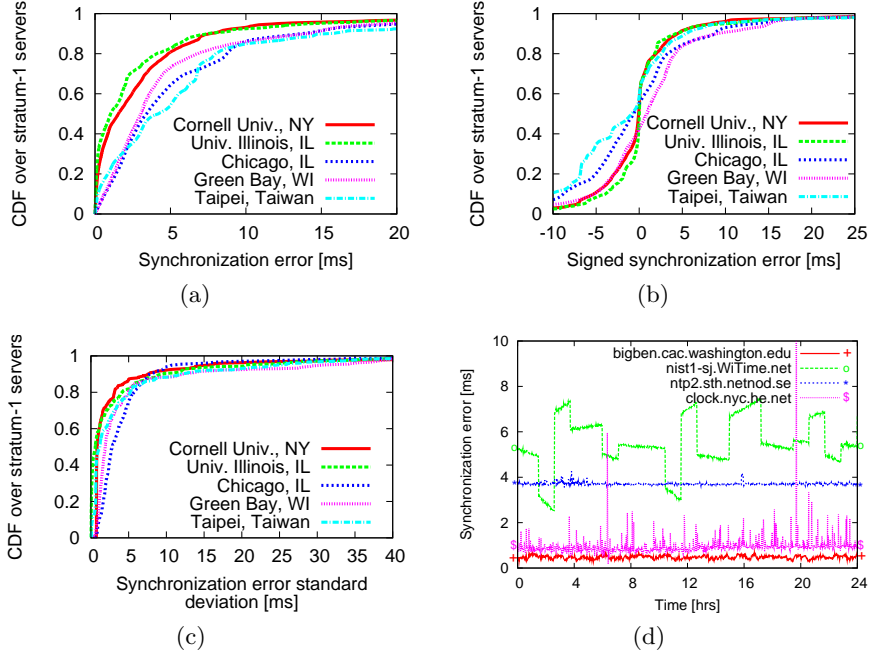 CDF over stratum-1 servers
1
0.8
0.6
0.4
0.2
0
Cornell Univ., NY
Univ. Illinois, IL
Chicago, IL
Green Bay, WI
Taipei, Taiwan
0 5 10 15 20
Synchronization error [ms]
(a)
CDF over stratum-1 servers
1
0.8
0.6
0.4
0.2
0
Cornell Univ., NY
Univ. Illinois, IL
Chicago, IL
Green Bay, WI
Taipei, Taiwan
-10 -5 0 5 10 15 20 25
Signed synchronization error [ms]
(b)
CDF over stratum-1 servers
1
0.8
0.6
0.4
0.2
0
Cornell Univ., NY
Univ. Illinois, IL
Chicago, IL
Green Bay, WI
Taipei, Taiwan
0 5 10 15 20 25 30 35 40
Synchronization error standard
deviation [ms]
(c)
Synchronization error [ms]
10
8
6
4
2
0
bigben.cac.washington.edu
nist1-sj.WiTime.net
ntp2.sth.netnod.se
clock.nyc.he.net
0 4 8 12 16 20 24
Time [hrs]
(d)